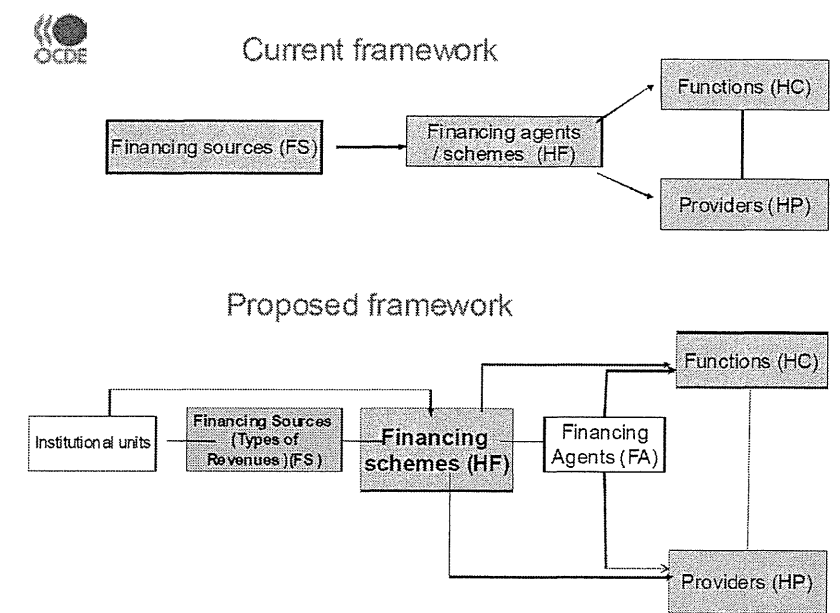 OCDE
Current framework
Functions (HC)
Financing sources (FS)
Financing agents
/ schemes (HF)
Providers (HP)
Proposed framework
Functions (HC)
Institutional units
Financing Sources
(Types of
Revenues )(FS)
Financing
schemes (HF)
Financing
Agents (FA)
Providers (HP)